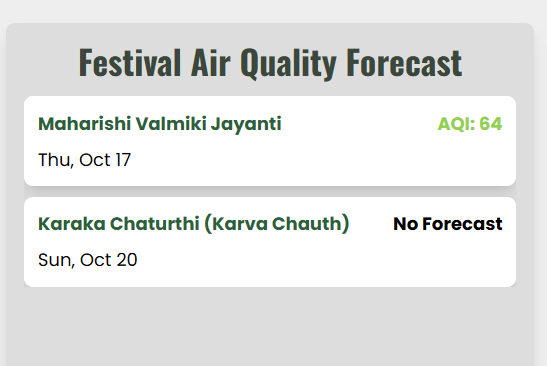 Festival Air Quality Forecast
Maharishi Valmiki Jayanti AQI: 64
Thu, Oct 17
Karaka Chaturthi (Karva Chauth) No Forecast
Sun, Oct 20